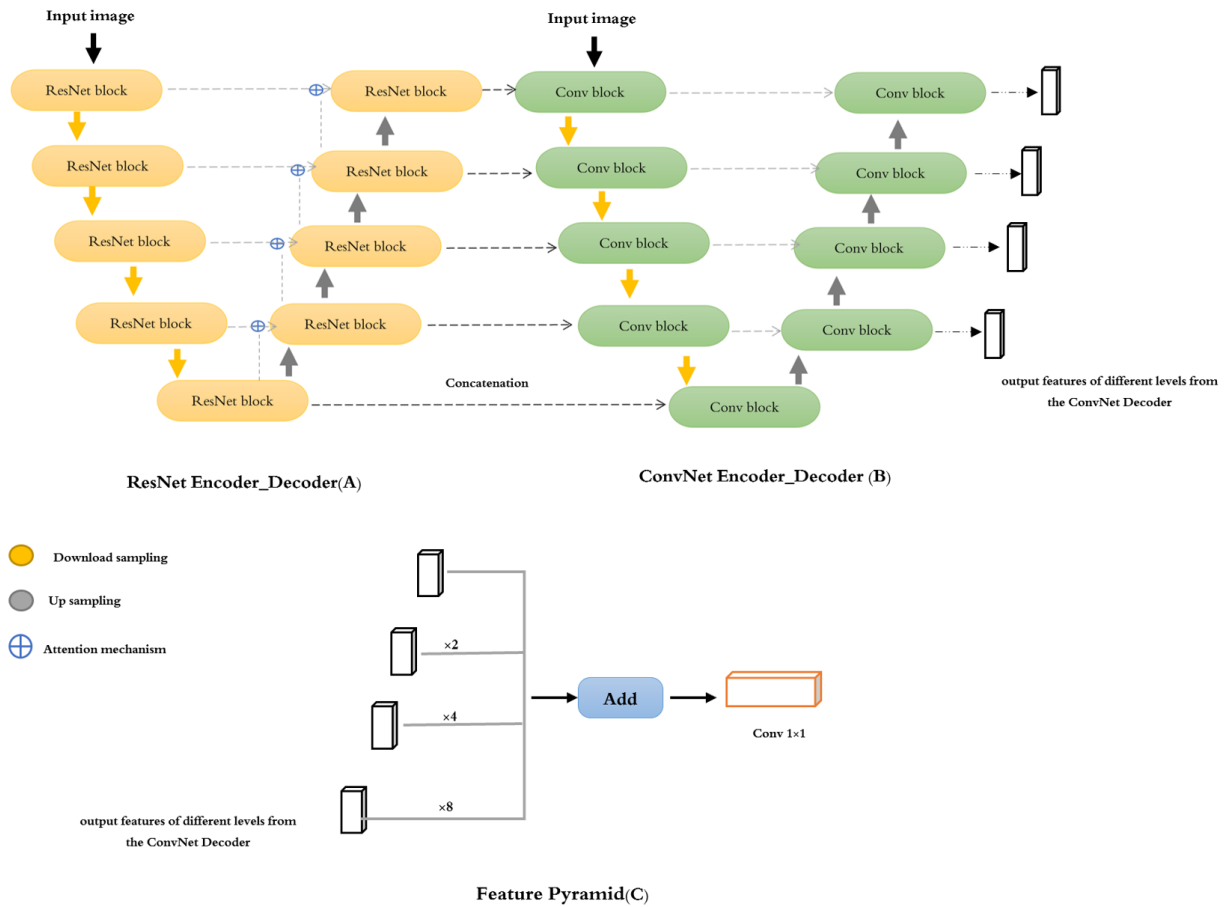 Input image
Input image
ResNet block
ResNet block
Conv block
Conv block
ResNet block
ResNet block
Conv block
Conv block
ResNet block
ResNet block
Conv block
Conv block
ResNet block
ResNet block
Conv block
Conv block
ResNet block
Concatenation
Conv block
output features of different levels from
the ConvNet Decoder
ResNet Encoder_Decoder(A)
ConvNet Encoder_Decoder (B)
Download sampling
Up sampling
Attention mechanism
×2
×4
×8
Add
Conv 1×1
output features of different levels from
the ConvNet Decoder
Feature Pyramid(C)